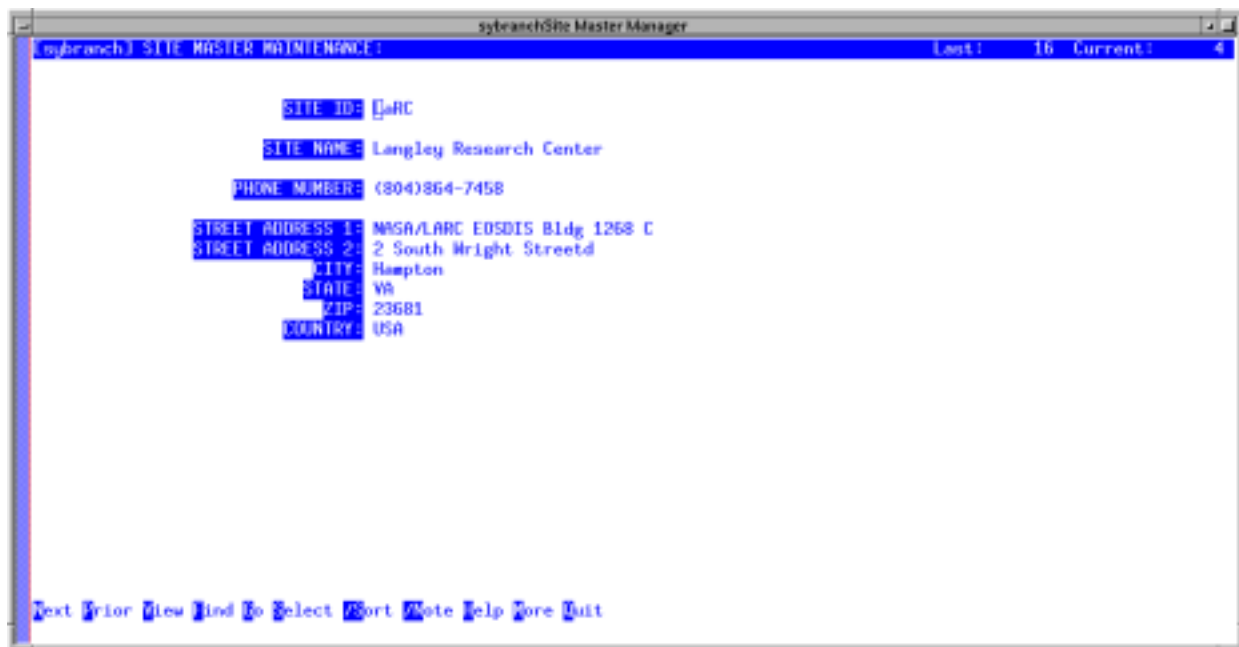 sybranchSite Master Manager
[sybranch] SITE MASTER MAINTENANCE: Last: 16 Current: 4
SITE ID: LaRC
SITE NAME: Langley Research Center
PHONE NUMBER: (804)864-7458
STREET ADDRESS 1: NASA/LARC EOSDIS Bldg 1268 C
STREET ADDRESS 2: 2 South Wright Streetd
CITY: Hampton
STATE: VA
ZIP: 23681
COUNTRY: USA
Next Prior View Find Go Select /Sort /Note Help More Quit